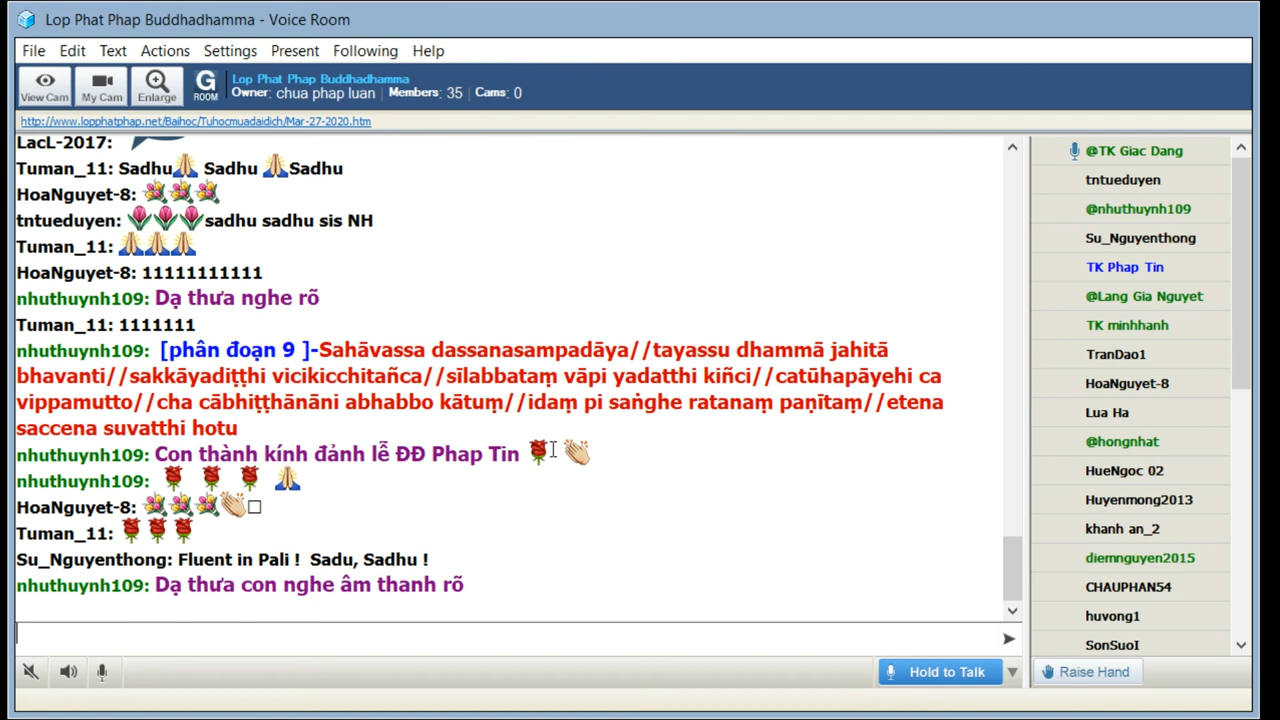 Lop Phat Phap Buddhadhamma - Voice Room
File Edit Text Actions Settings Present Following Help
View Cam My Cam Enlarge G ROOM
Lop Phat Phap Buddhadhamma
Owner: chua phap luan | Members: 35 | Cams: 0
http://www.lopphatphap.net/Baihoc/Tuhocmuadaidich/Mar-27-2020.htm
LacL-2017:
Tuman_11: Sadhu🙏 Sadhu 🙏Sadhu
HoaNguyet-8: 💐💐💐
tntueduyen: 🌷🌷🌷sadhu sadhu sis NH
Tuman_11: 🙏🙏🙏
HoaNguyet-8: 11111111111
nhuthuynh109: Dạ thưa nghe rõ
Tuman_11: 1111111
nhuthuynh109: [phân đoạn 9 ]-Sahāvassa dassanasampadāya//tayassu dhammā jahitā
bhavanti//sakkāyadiṭṭhi vicikicchitañca//sīlabbataṃ vāpi yadatthi kiñci//catūhapāyehi ca
vippamutto//cha cābhiṭṭhānāni abhabbo kātuṃ//idaṃ pi saṅghe ratanaṃ paṇītaṃ//etena
saccena suvatthi hotu
nhuthuynh109: Con thành kính đảnh lễ ĐĐ Phap Tin 🌹👏
nhuthuynh109: 🌹 🌹 🌹 🙏
HoaNguyet-8: 💐💐💐👏□
Tuman_11: 🌹🌹🌹
Su_Nguyenthong: Fluent in Pali ! Sadu, Sadhu !
nhuthuynh109: Dạ thưa con nghe âm thanh rõ
Hold to Talk
@TK Giac Dang
tntueduyen
@nhuthuynh109
Su_Nguyenthong
TK Phap Tin
@Lang Gia Nguyet
TK minhhanh
TranDao1
HoaNguyet-8
Lua Ha
@hongnhat
HueNgoc 02
Huyenmong2013
khanh an_2
diemnguyen2015
CHAUPHAN54
huvong1
SonSuoI
Raise Hand